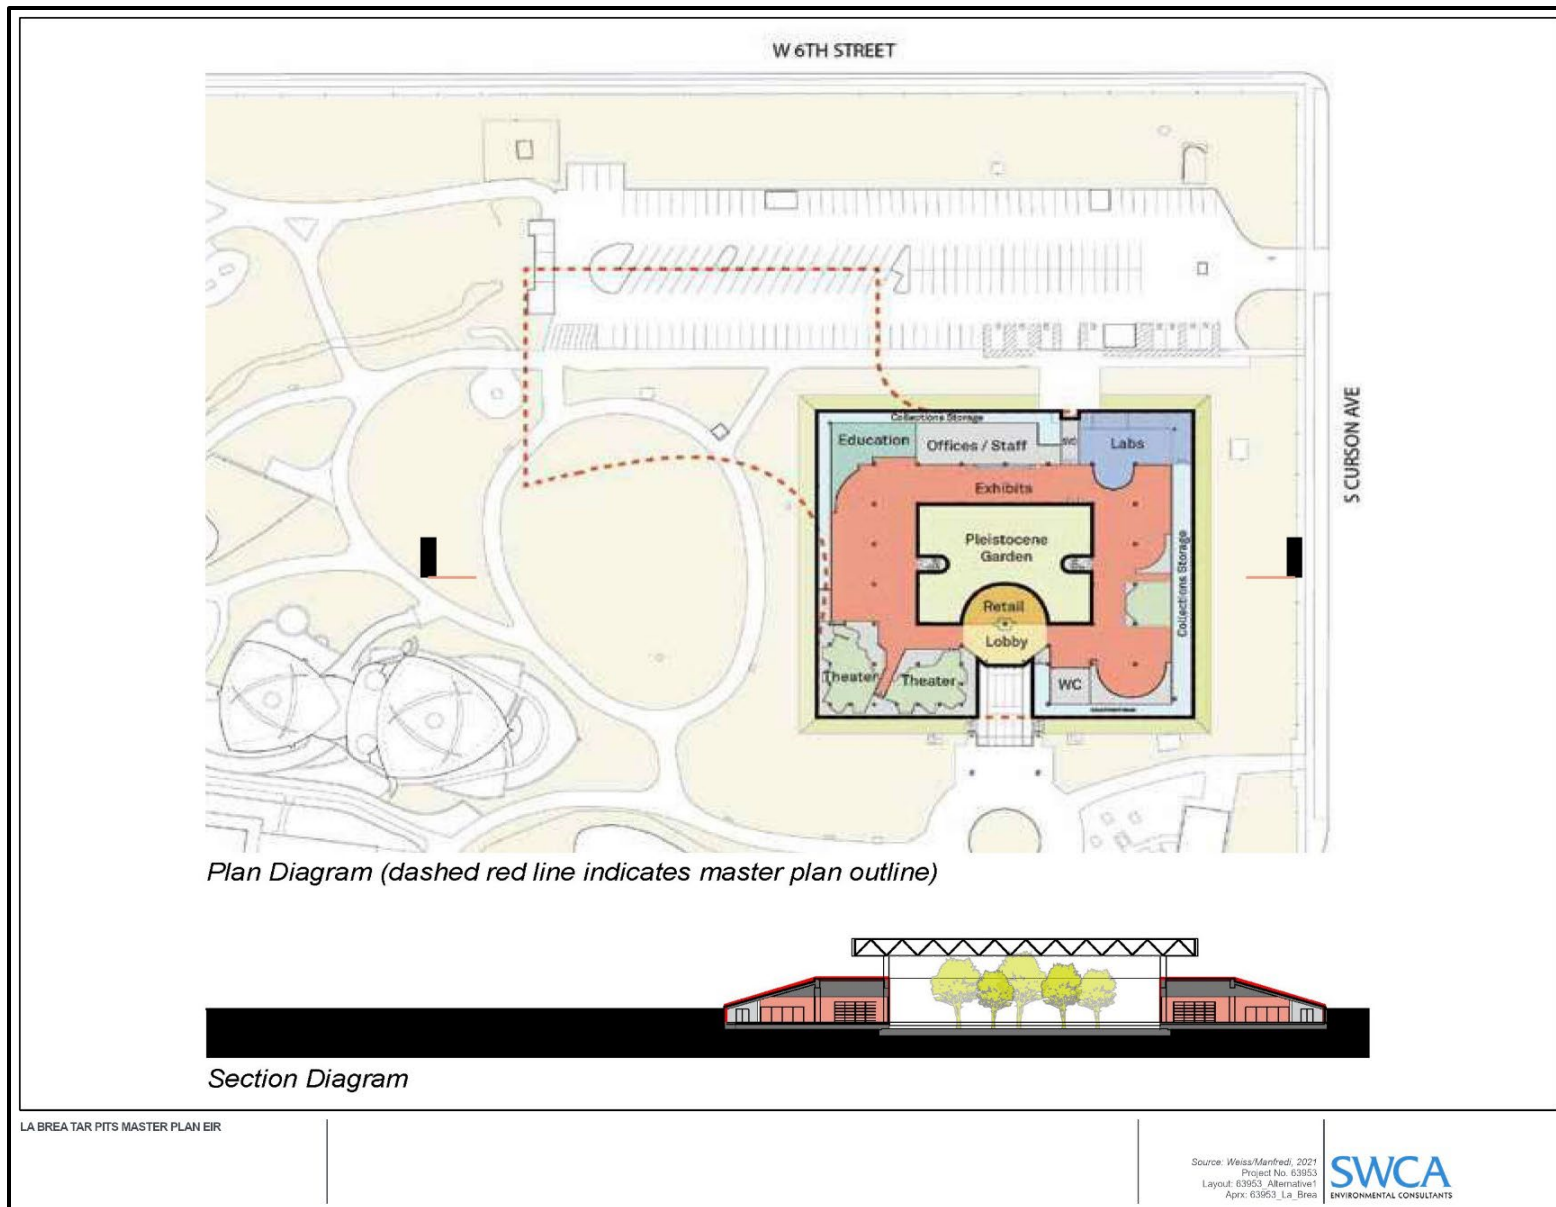 W 6TH STREET
S CURSON AVE
Collections Storage
Education
Offices / Staff
SVC
Labs
Exhibits
Pleistocene
Garden
Collections Storage
Retail
Lobby
Theater
Theater
WC
Plan Diagram (dashed red line indicates master plan outline)
Section Diagram
LA BREA TAR PITS MASTER PLAN EIR
Source: Weiss/Manfredi, 2021
Project No. 63953
Layout: 63953_Alternative1
Aprx: 63953_La_Brea
SWCA
ENVIRONMENTAL CONSULTANTS